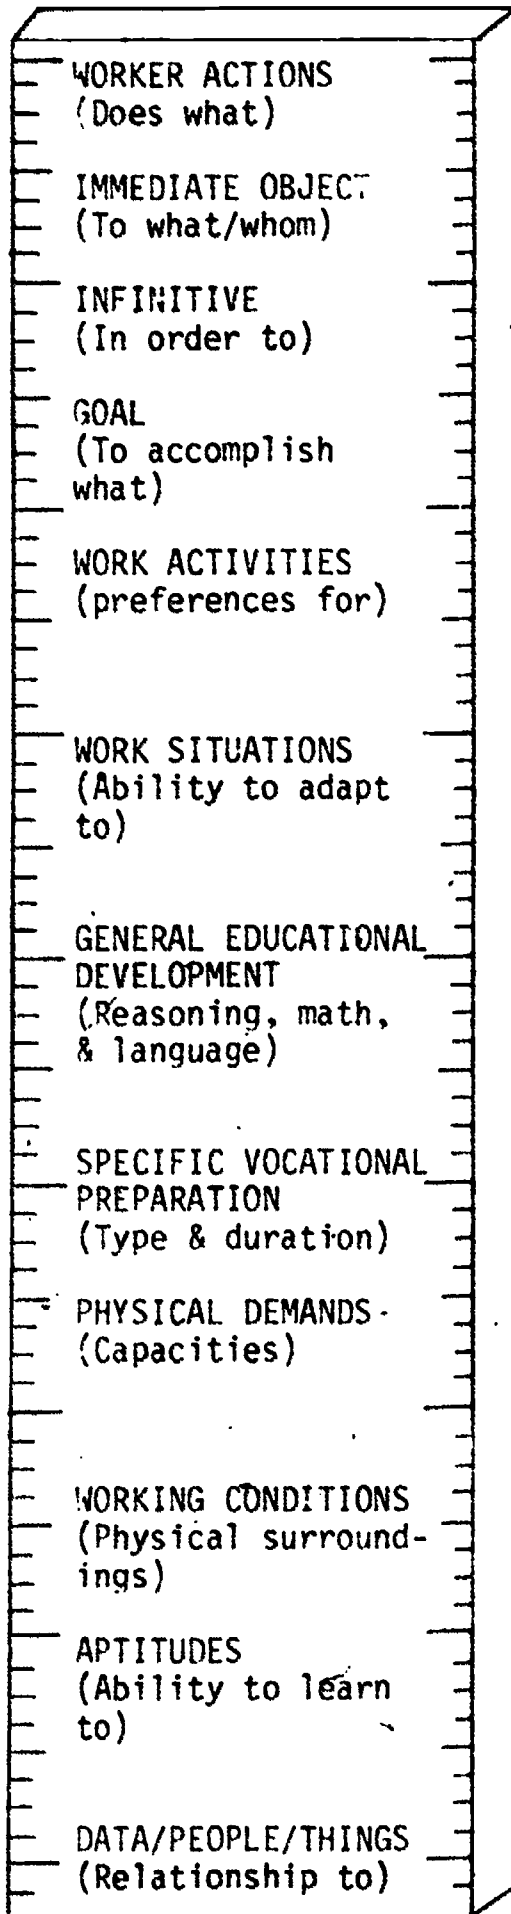 WORKER ACTIONS
(Does what)
IMMEDIATE OBJECT
(To what/whom)
INFINITIVE
(In order to)
GOAL
(To accomplish
what)
WORK ACTIVITIES
(preferences for)
WORK SITUATIONS
(Ability to adapt
to)
GENERAL EDUCATIONAL
DEVELOPMENT
(Reasoning, math,
& language)
SPECIFIC VOCATIONAL
PREPARATION
(Type & duration)
PHYSICAL DEMANDS
(Capacities)
WORKING CONDITIONS
(Physical surround-
ings)
APTITUDES
(Ability to learn
to)
DATA/PEOPLE/THINGS
(Relationship to)